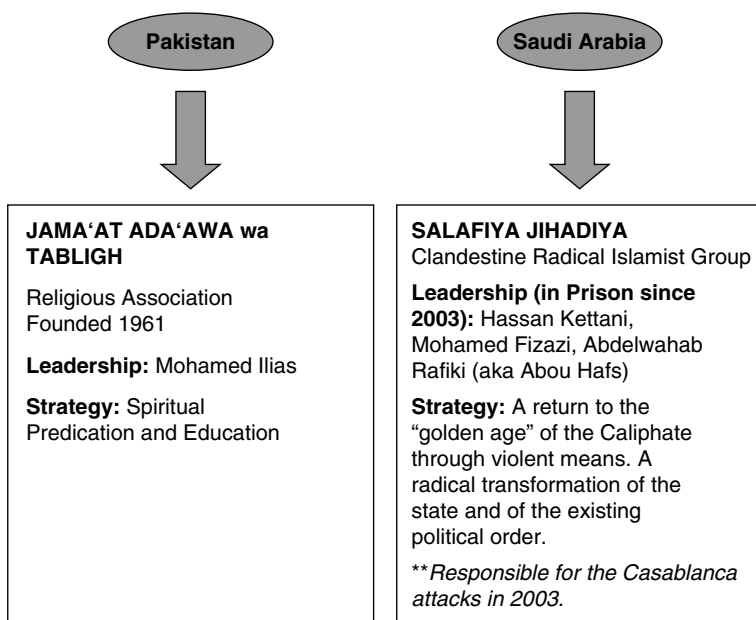 Pakistan
Saudi Arabia
JAMA‘AT ADA‘AWA wa
TABLIGH
Religious Association
Founded 1961
Leadership: Mohamed Ilias
Strategy: Spiritual
Predication and Education
SALAFIYA JIHADIYA
Clandestine Radical Islamist Group
Leadership (in Prison since
2003): Hassan Kettani,
Mohamed Fizazi, Abdelwahab
Rafiki (aka Abou Hafs)
Strategy: A return to the
“golden age” of the Caliphate
through violent means. A
radical transformation of the
state and of the existing
political order.
**Responsible for the Casablanca
attacks in 2003.